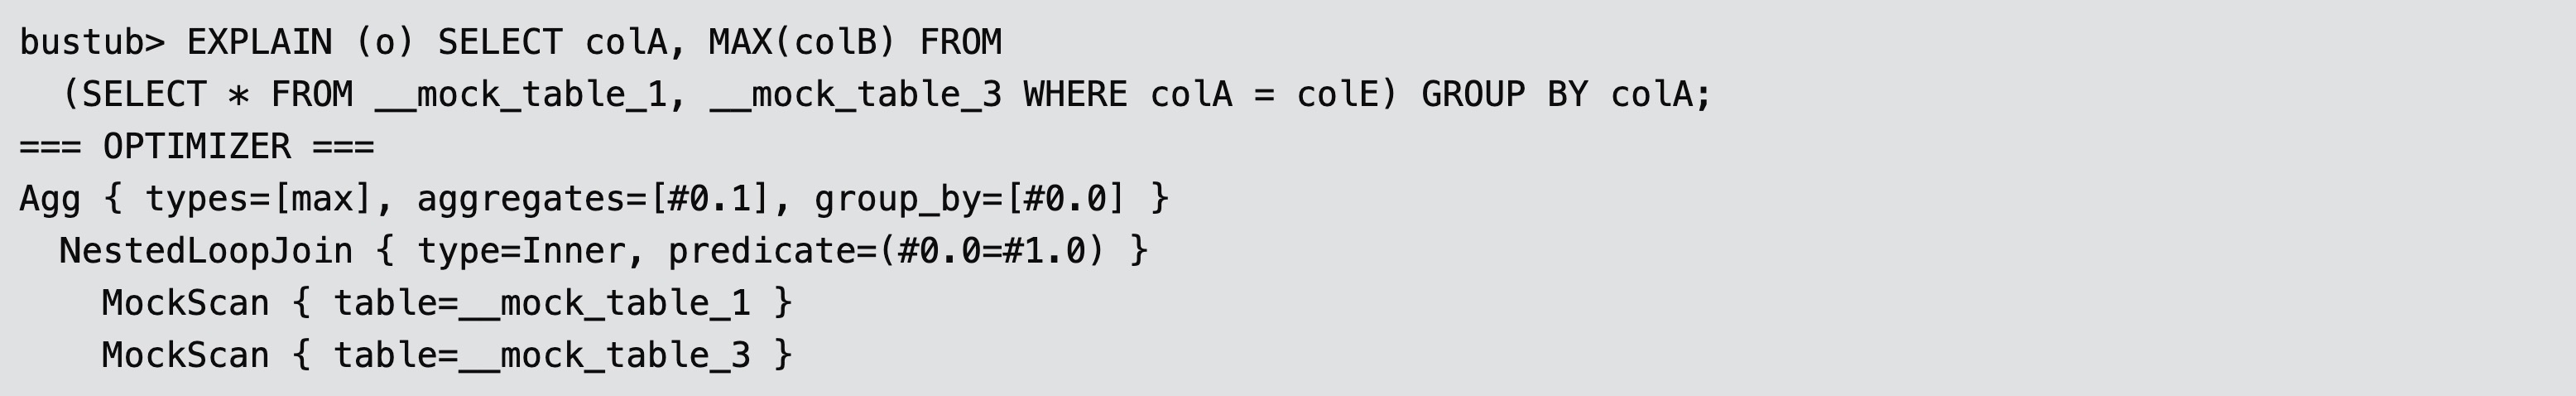 bustub> EXPLAIN (o) SELECT colA, MAX(colB) FROM
  (SELECT * FROM __mock_table_1, __mock_table_3 WHERE colA = colE) GROUP BY colA;
=== OPTIMIZER ===
Agg { types=[max], aggregates=[#0.1], group_by=[#0.0] }
  NestedLoopJoin { type=Inner, predicate=(#0.0=#1.0) }
    MockScan { table=__mock_table_1 }
    MockScan { table=__mock_table_3 }